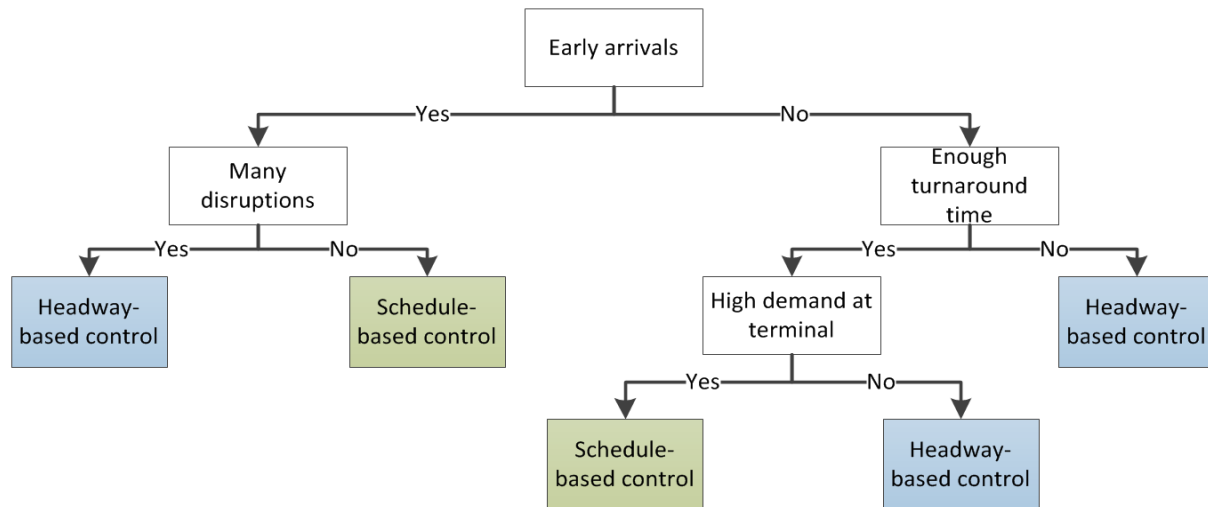 Early arrivals
Yes
No
Many
disruptions
Enough
turnaround
time
Yes
No
Yes
No
Headway-
based control
Schedule-
based control
High demand at
terminal
Headway-
based control
Yes
No
Schedule-
based control
Headway-
based control